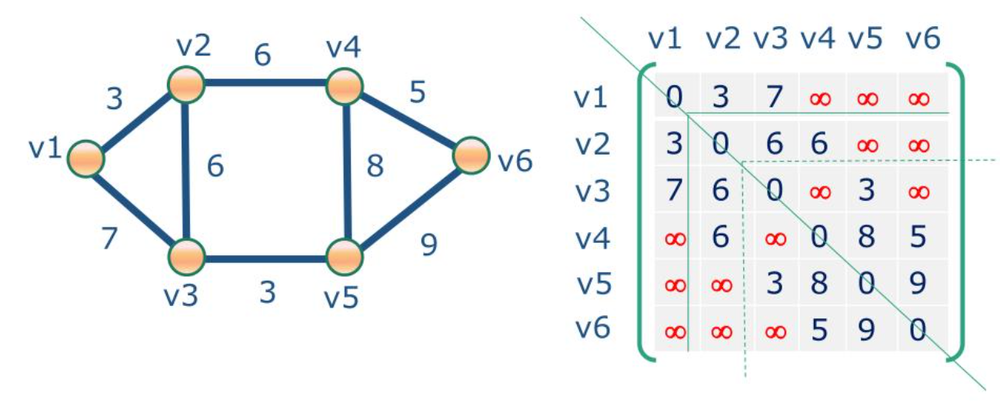 v2
6
v4
3
5
v1
6
8
v6
7
9
v3
3
v5
v1 v2 v3 v4 v5 v6
v1 0 3 7 ∞ ∞ ∞
v2 3 0 6 6 ∞ ∞
v3 7 6 0 ∞ 3 ∞
v4 ∞ 6 ∞ 0 8 5
v5 ∞ ∞ 3 8 0 9
v6 ∞ ∞ ∞ 5 9 0